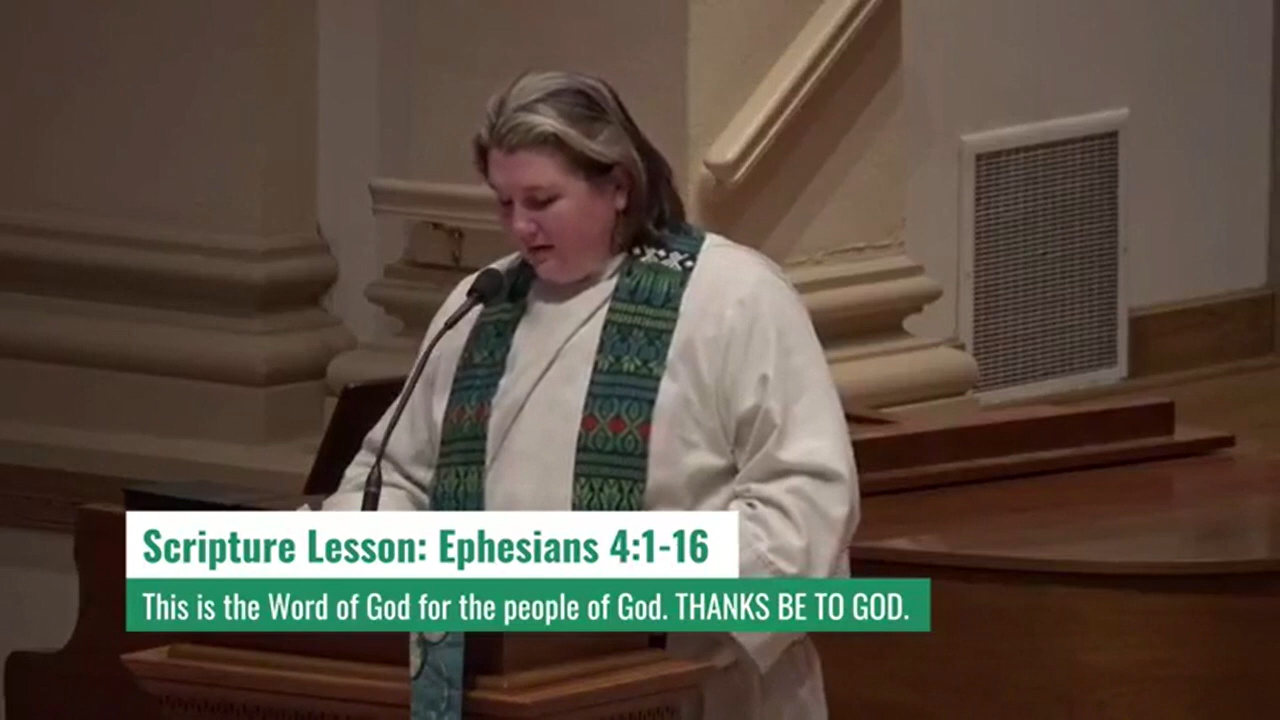 Scripture Lesson: Ephesians 4:1-16
This is the Word of God for the people of God. THANKS BE TO GOD.